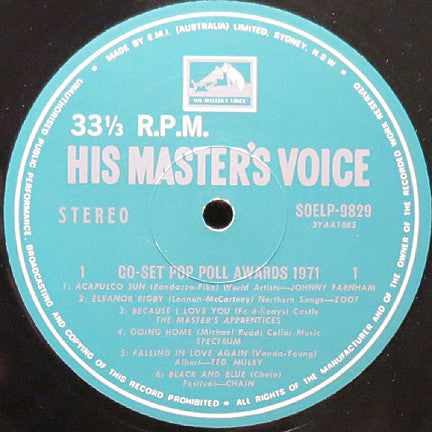 MADE BY E.M.I. (AUSTRALIA) LIMITED, SYDNEY, N.S.W
HIS MASTER'S VOICE
33⅓ R.P.M.
HIS MASTER'S VOICE
STEREO SOELP-9829
2YAA1085
1 GO-SET POP POLL AWARDS 1971 1
1: ACAPULCO SUN (Randazzo-Pike) World Artists—JOHNNY FARNHAM
2: ELEANOR RIGBY (Lennon-McCartney) Northern Songs—ZOOT
3: BECAUSE I LOVE YOU (Ford-Sonys) Castle
THE MASTER'S APPRENTICES
4: GOING HOME (Michael Rudd) Cellar Music
SPECTRUM
5: FALLING IN LOVE AGAIN (Vanda-Young)
Albert—TED MULRY
6: BLACK AND BLUE (Chain)
Festival—CHAIN
UNAUTHORISED PUBLIC PERFORMANCE, BROADCASTING AND COPYING OF THIS RECORD PROHIBITED • ALL RIGHTS OF THE MANUFACTURER AND OF THE OWNER OF THE RECORDED WORK RESERVED